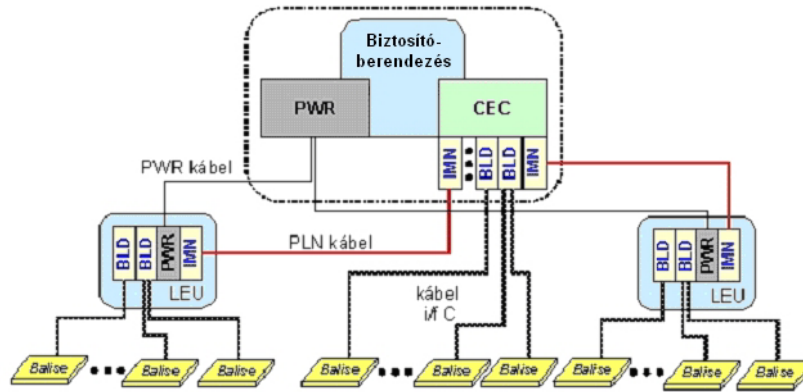 Biztosító-
berendezés
PWR
CEC
IMN
BLD
BLD
IMN
PWR kábel
PLN kábel
BLD
BLD
PWR
IMN
LEU
kábel
i/f C
BLD
BLD
PWR
IMN
LEU
Balise
Balise
Balise
Balise
Balise
Balise
Balise
Balise
Balise